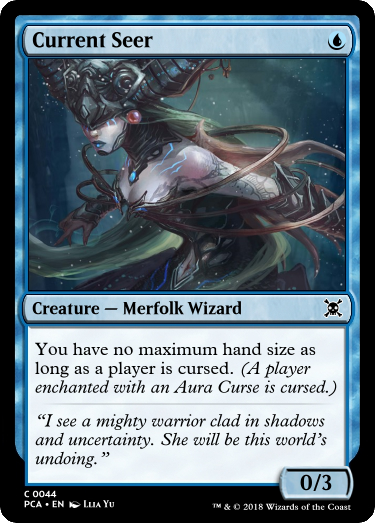 Current Seer
Creature — Merfolk Wizard
You have no maximum hand size as
long as a player is cursed. (A player
enchanted with an Aura Curse is cursed.)
“I see a mighty warrior clad in shadows
and uncertainty. She will be this world’s
undoing.”
0/3
C 0044
PCA • EN Lua Yu
™ & © 2018 Wizards of the Coast